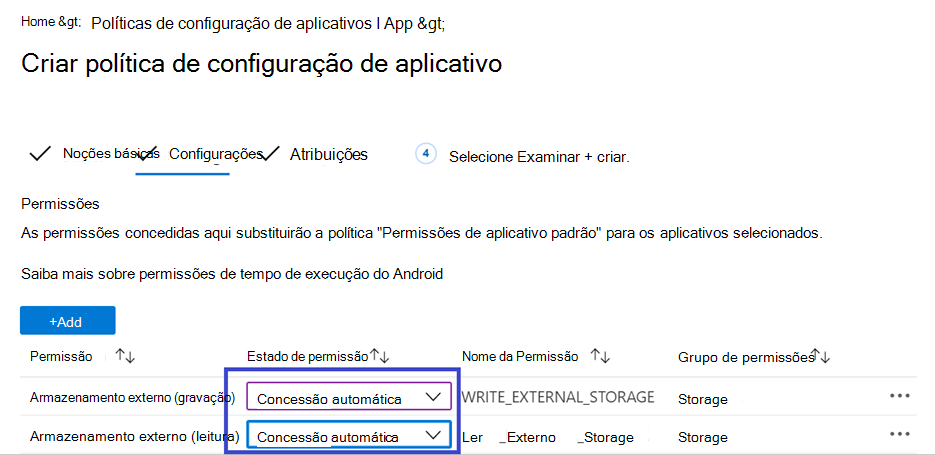 Home &gt; Políticas de configuração de aplicativos I App &gt;
Criar política de configuração de aplicativo
Noções básicas Configurações Atribuições 4 Selecione Examinar + criar.
Permissões
As permissões concedidas aqui substituirão a política "Permissões de aplicativo padrão" para os aplicativos selecionados.
Saiba mais sobre permissões de tempo de execução do Android
+Add
Permissão Estado de permissão Nome da Permissão Grupo de permissões
Armazenamento externo (gravação) Concessão automática WRITE_EXTERNAL_STORAGE Storage
Armazenamento externo (leitura) Concessão automática Ler _Externo _Storage Storage